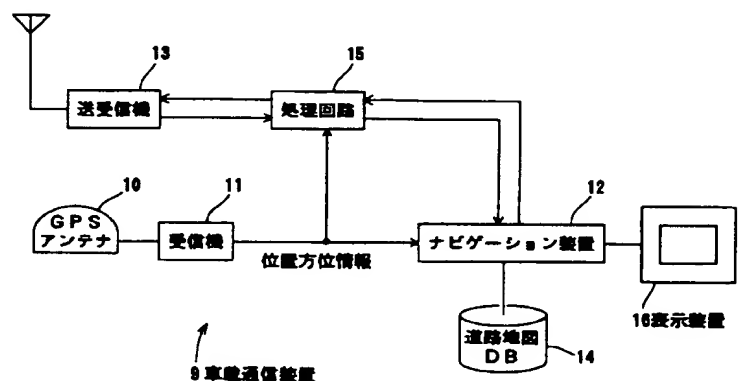 13
15
送受信機
処理回路
10
11
12
GPS
アンテナ
受信機
ナビゲーション装置
位置方位情報
16表示装置
道路地図
DB
14
9車載通信装置